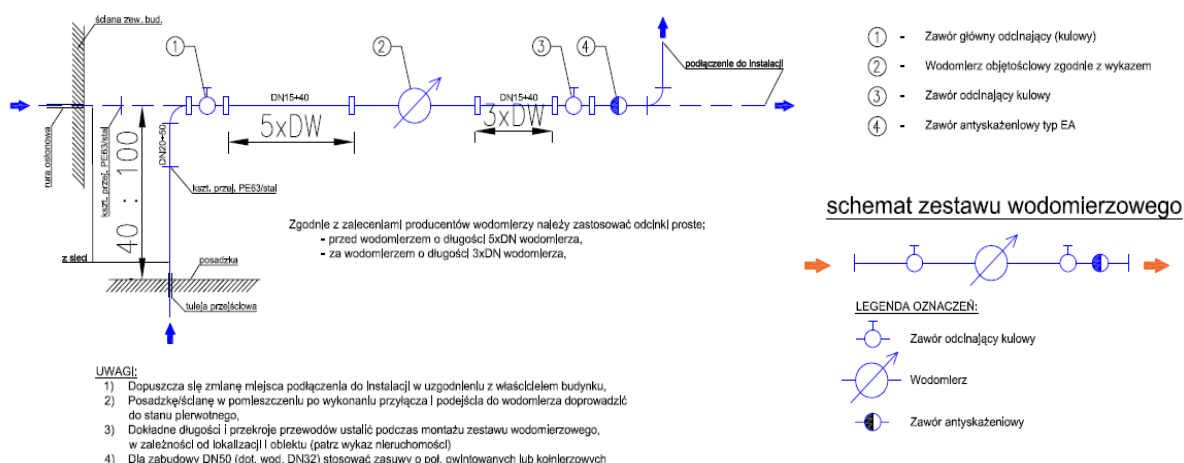 ściana zew. bud.
1
2
3
4
podłączenie do instalacji
DN15÷40
DN15÷40
5xDW
3xDW
rura osłonowa
kszt. przej. PE63/stal
40 : 100
DN20÷50
kszt. przej. PE63/stal
z sieci
posadzka
tuleja przejściowa
Zgodnie z zaleceniami producentów wodomierzy należy zastosować odcinki proste;
- przed wodomierzem o długości 5xDN wodomierza,
- za wodomierzem o długości 3xDN wodomierza,
UWAGI:
1) Dopuszcza się zmianę miejsca podłączenia do instalacji w uzgodnieniu z właścicielem budynku,
2) Posadzkę/ścianę w pomieszczeniu po wykonaniu przyłącza i podejścia do wodomierza doprowadzić
do stanu pierwotnego,
3) Dokładne długości i przekroje przewodów ustalić podczas montażu zestawu wodomierzowego,
w zależności od lokalizacji i obiektu (patrz wykaz nieruchomości)
4) Dla zabudowy DN50 (dot. wod. DN32) stosować zasuwy o poł. gwintowanych lub kołnierzowych
1 - Zawór główny odcinający (kulowy)
2 - Wodomierz objętościowy zgodnie z wykazem
3 - Zawór odcinający kulowy
4 - Zawór antyskażeniowy typ EA
schemat zestawu wodomierzowego
LEGENDA OZNACZEŃ:
Zawór odcinający kulowy
Wodomierz
Zawór antyskażeniowy